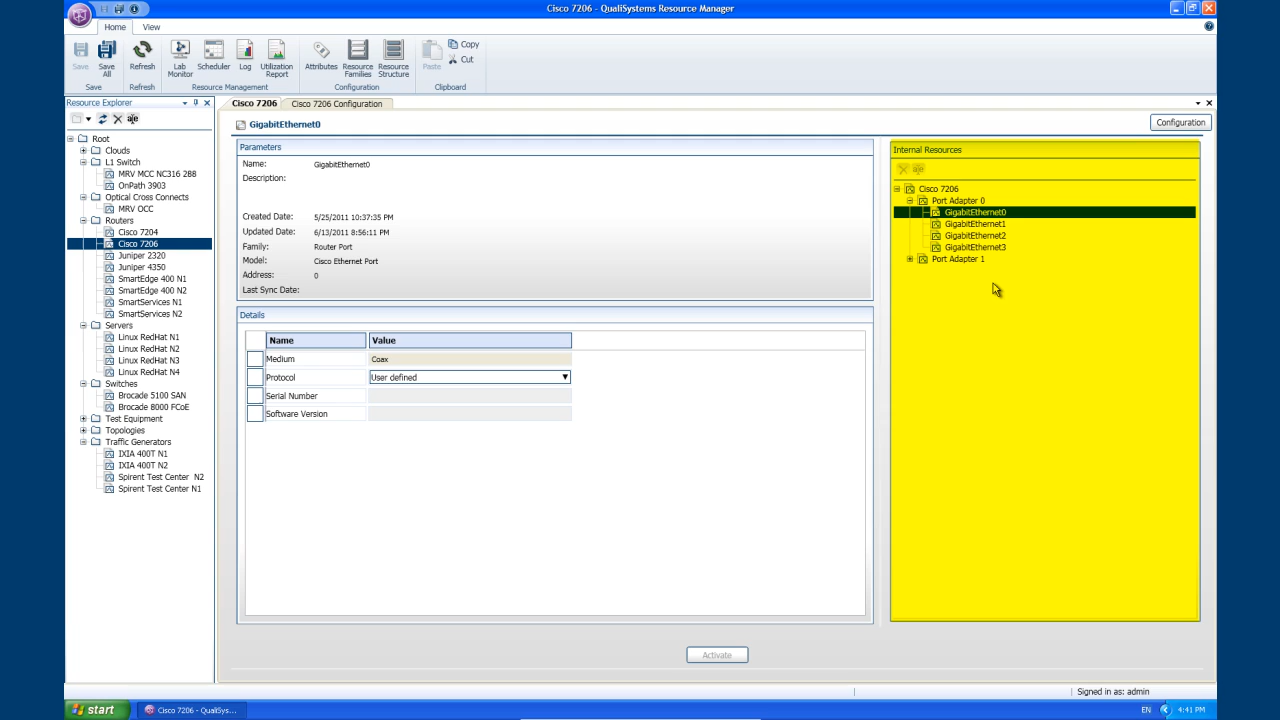 Cisco 7206 - QualiSystems Resource Manager
Home View
Save
Save All
Refresh
Lab Monitor
Scheduler
Log
Utilization Report
Attributes
Resource Families
Resource Structure
Paste
Copy
Cut
Save Refresh Resource Management Configuration Clipboard
Resource Explorer
Root
Clouds
L1 Switch
MRV MCC NC316 288
OnPath 3903
Optical Cross Connects
MRV OCC
Routers
Cisco 7204
Cisco 7206
Juniper 2320
Juniper 4350
SmartEdge 400 N1
SmartEdge 400 N2
SmartServices N1
SmartServices N2
Servers
Linux RedHat N1
Linux RedHat N2
Linux RedHat N3
Linux RedHat N4
Switches
Brocade 5100 SAN
Brocade 8000 FCoE
Test Equipment
Topologies
Traffic Generators
IXIA 400T N1
IXIA 400T N2
Spirent Test Center N2
Spirent Test Center N1
Cisco 7206 Cisco 7206 Configuration
GigabitEthernet0
Configuration
Parameters
Name: GigabitEthernet0
Description:
Created Date: 5/25/2011 10:37:35 PM
Updated Date: 6/13/2011 8:56:11 PM
Family: Router Port
Model: Cisco Ethernet Port
Address: 0
Last Sync Date:
Details
Name Value
Medium Coax
Protocol User defined
Serial Number
Software Version
Activate
Internal Resources
Cisco 7206
Port Adapter 0
GigabitEthernet0
GigabitEthernet1
GigabitEthernet2
GigabitEthernet3
Port Adapter 1
Signed in as: admin
start
Cisco 7206 - QualiSys...
EN
4:41 PM